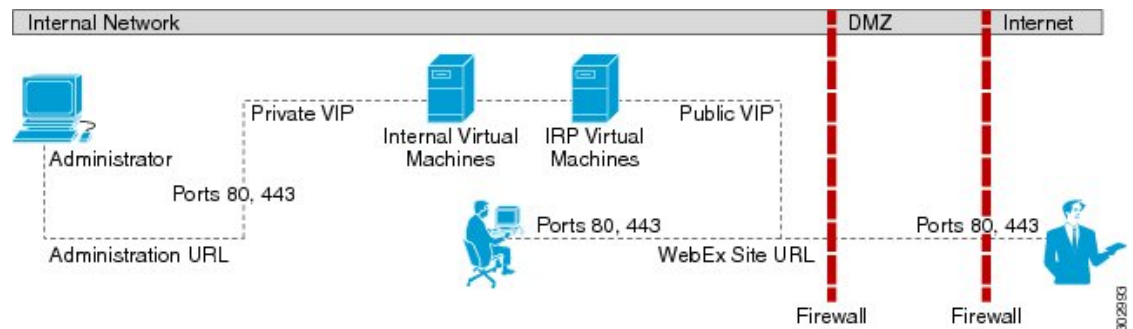 Internal Network
DMZ
Internet
Private VIP
Public VIP
Internal Virtual
Machines
IRP Virtual
Machines
Administrator
Ports 80, 443
Ports 80, 443
Ports 80, 443
Administration URL
WebEx Site URL
Firewall
Firewall
302993